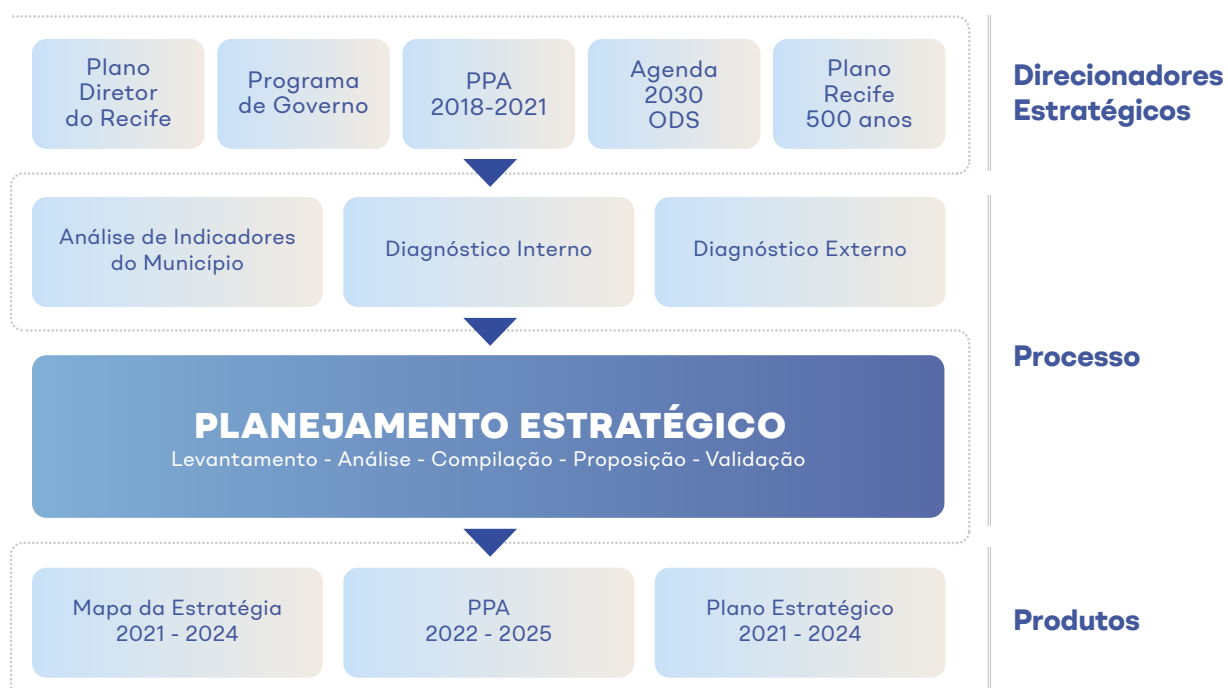 Plano
Diretor
do Recife
Programa
de Governo
PPA
2018-2021
Agenda
2030
ODS
Plano
Recife
500 anos
Direcionadores
Estratégicos
Análise de Indicadores
do Município
Diagnóstico Interno
Diagnóstico Externo
PLANEJAMENTO ESTRATÉGICO
Levantamento - Análise - Compilação - Proposição - Validação
Processo
Mapa da Estratégia
2021 - 2024
PPA
2022 - 2025
Plano Estratégico
2021 - 2024
Produtos